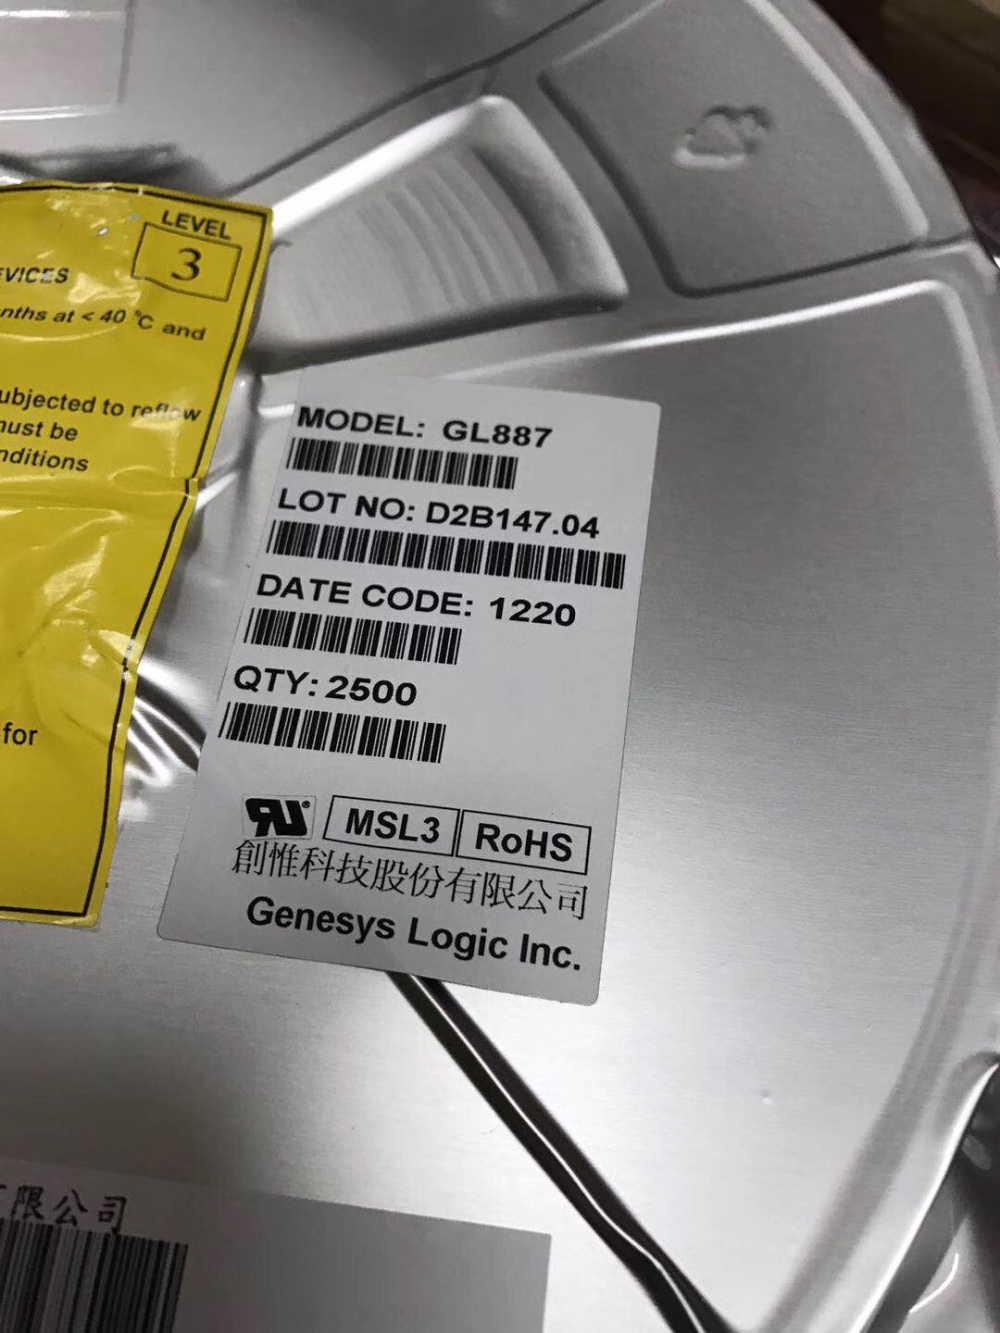 LEVEL
3
EVICES
nths at < 40 °C and
ubjected to reflow
must be
nditions
for
MODEL: GL887
LOT NO: D2B147.04
DATE CODE: 1220
QTY: 2500
MSL3 RoHS
創惟科技股份有限公司
Genesys Logic Inc.
限公司